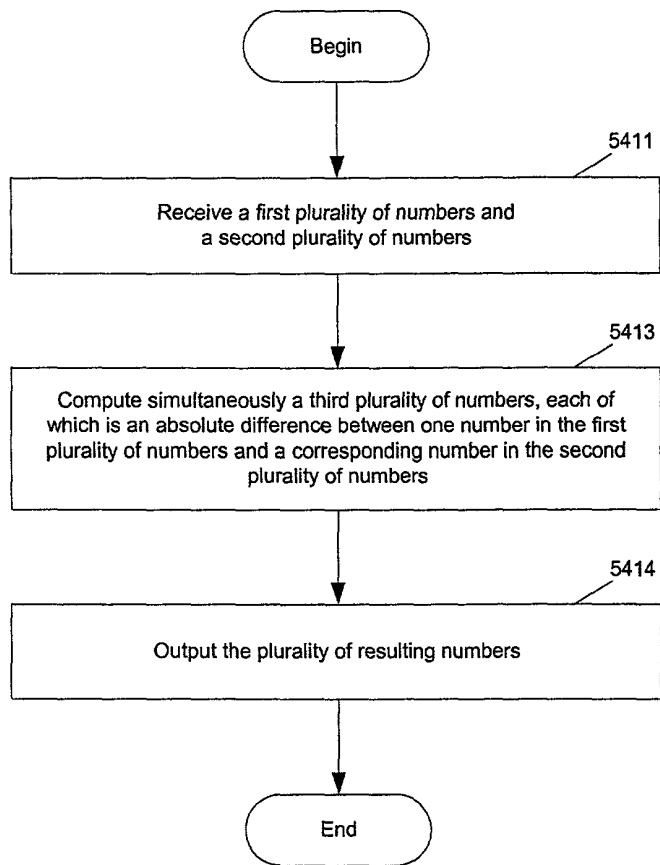 Begin
5411
Receive a first plurality of numbers and
a second plurality of numbers
5413
Compute simultaneously a third plurality of numbers, each of
which is an absolute difference between one number in the first
plurality of numbers and a corresponding number in the second
plurality of numbers
5414
Output the plurality of resulting numbers
End